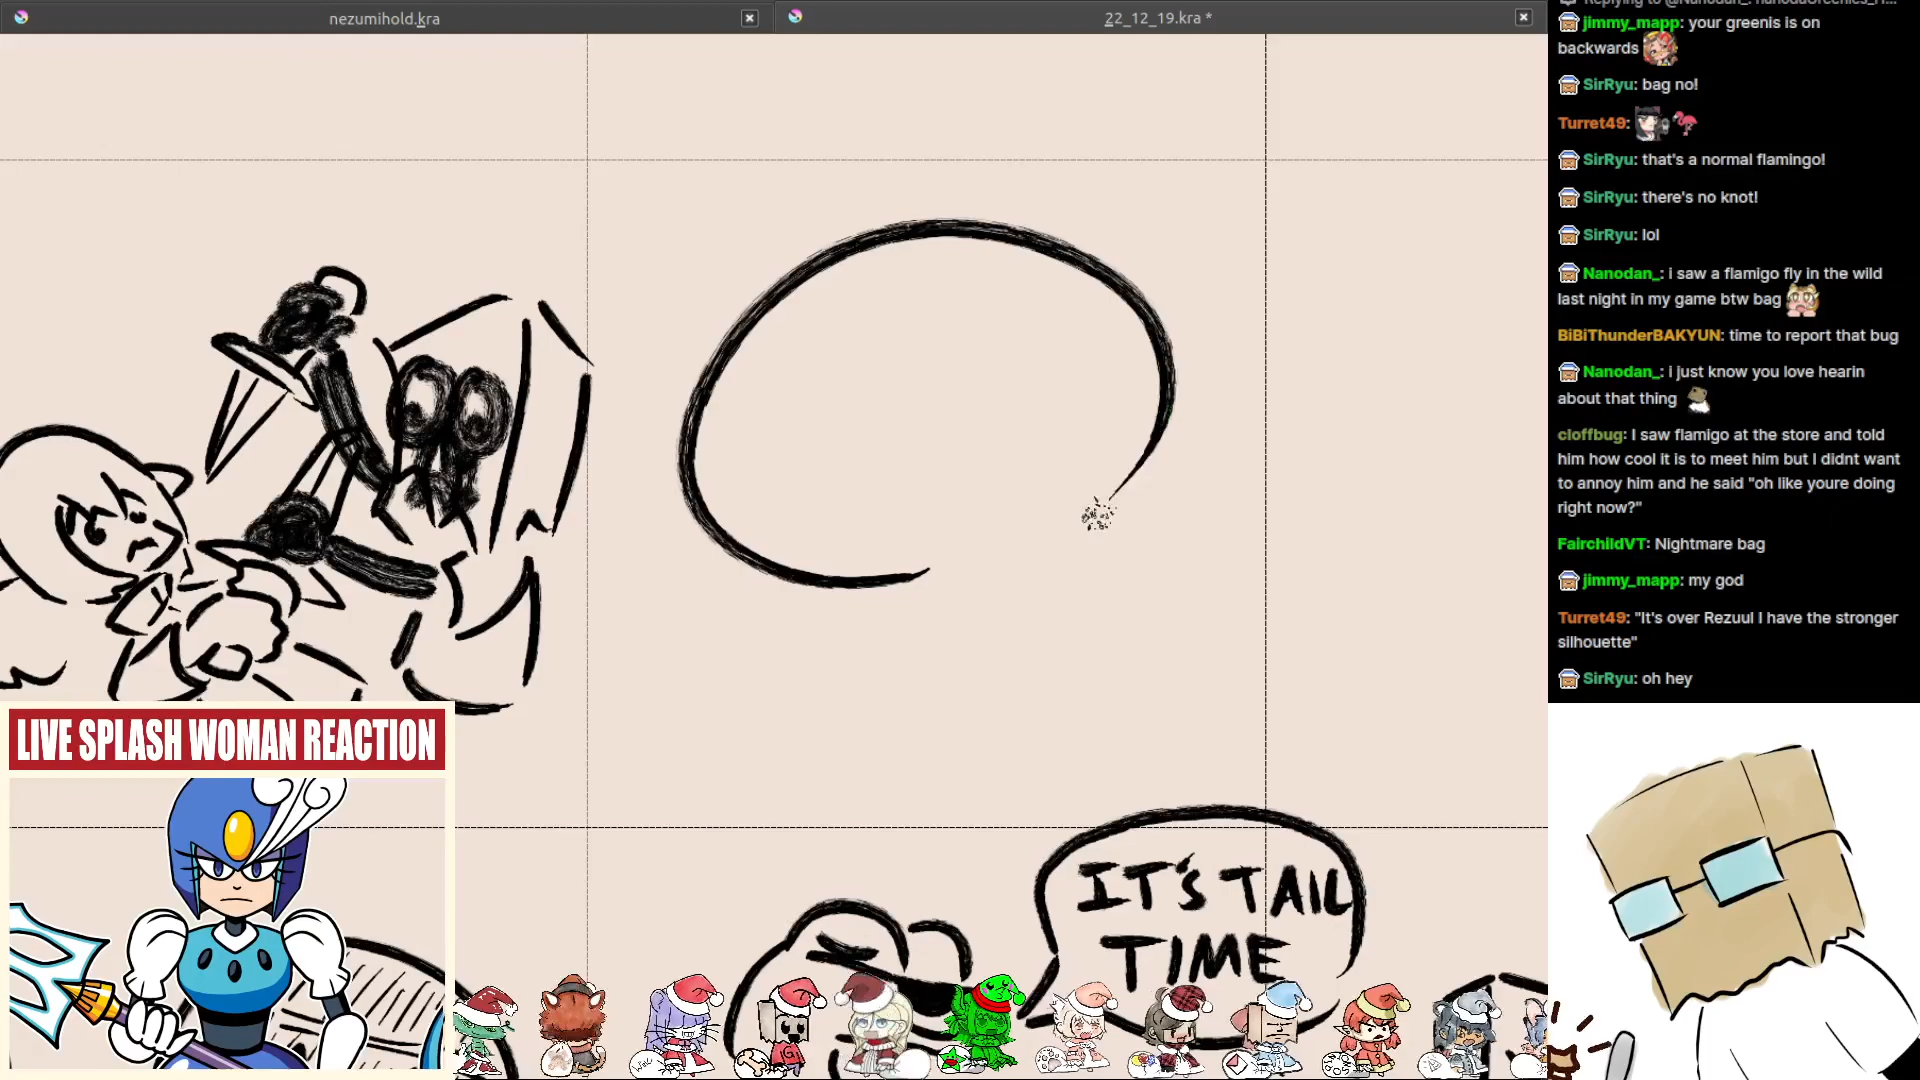 nezumihold.kra
22_12_19.kra *
jimmy_mapp: your greenis is on
backwards
SirRyu: bag no!
Turret49:
SirRyu: that's a normal flamingo!
SirRyu: there's no knot!
SirRyu: lol
Nanodan_: i saw a flamigo fly in the wild
last night in my game btw bag
BiBiThunderBAKYUN: time to report that bug
Nanodan_: i just know you love hearin
about that thing
cloffbug: I saw flamigo at the store and told
him how cool it is to meet him but I didnt want
to annoy him and he said "oh like youre doing
right now?"
FairchildVT: Nightmare bag
jimmy_mapp: my god
Turret49: "It's over Rezuul I have the stronger
silhouette"
SirRyu: oh hey
LIVE SPLASH WOMAN REACTION
IT'S TAIL
TIME